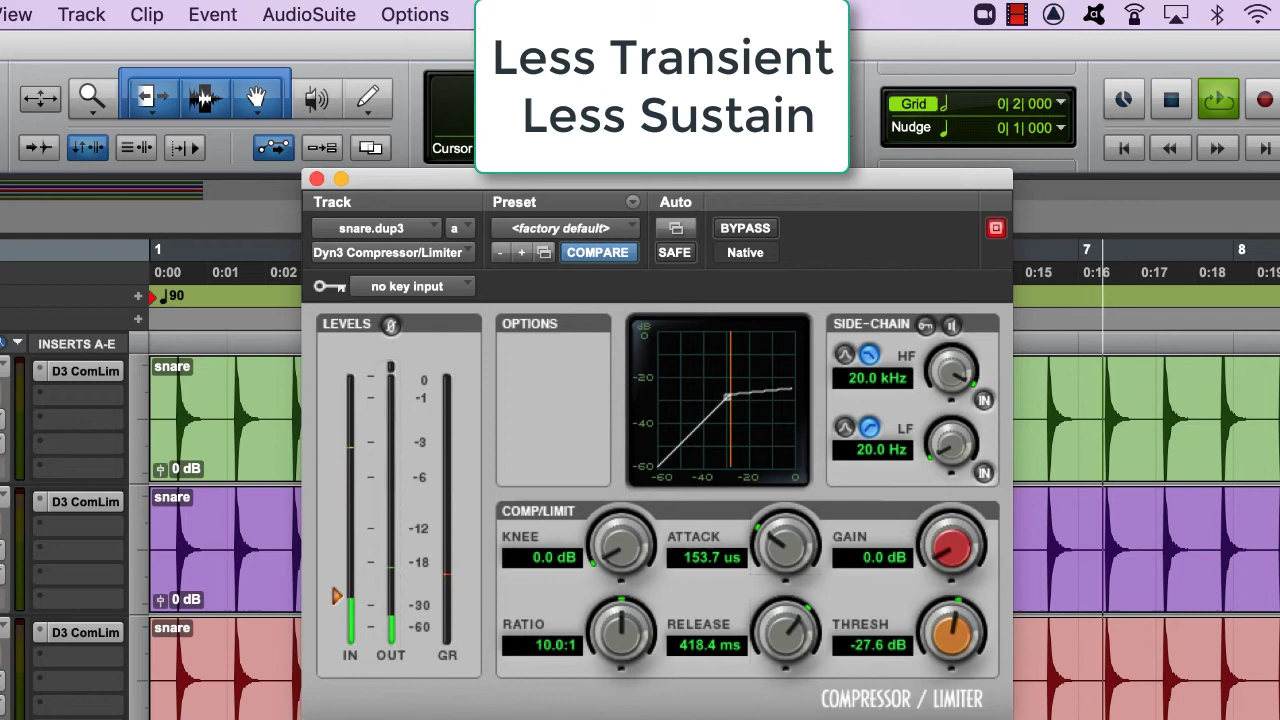 View Track Clip Event AudioSuite Options
Less Transient
Less Sustain
Grid 0| 2| 000
Nudge 0| 1| 000
Cursor
Track Preset Auto
snare.dup3 a <factory default> BYPASS
Dyn3 Compressor/Limiter - + COMPARE SAFE Native
no key input
1 7 8
0:00 0:01 0:02 0:15 0:16 0:17 0:18 0:19
90
INSERTS A-E
LEVELS OPTIONS SIDE-CHAIN
dB
0
-20
-40
-60
-60 -40 -20 0
HF
20.0 kHz
IN
LF
20.0 Hz
IN
0
-1
-3
-6
-12
-18
-30
-60
IN OUT GR
COMP/LIMIT
KNEE ATTACK GAIN
0.0 dB 153.7 us 0.0 dB
RATIO RELEASE THRESH
10.0:1 418.4 ms -27.6 dB
COMPRESSOR / LIMITER
D3 ComLim snare
0 dB
D3 ComLim snare
0 dB
D3 ComLim snare